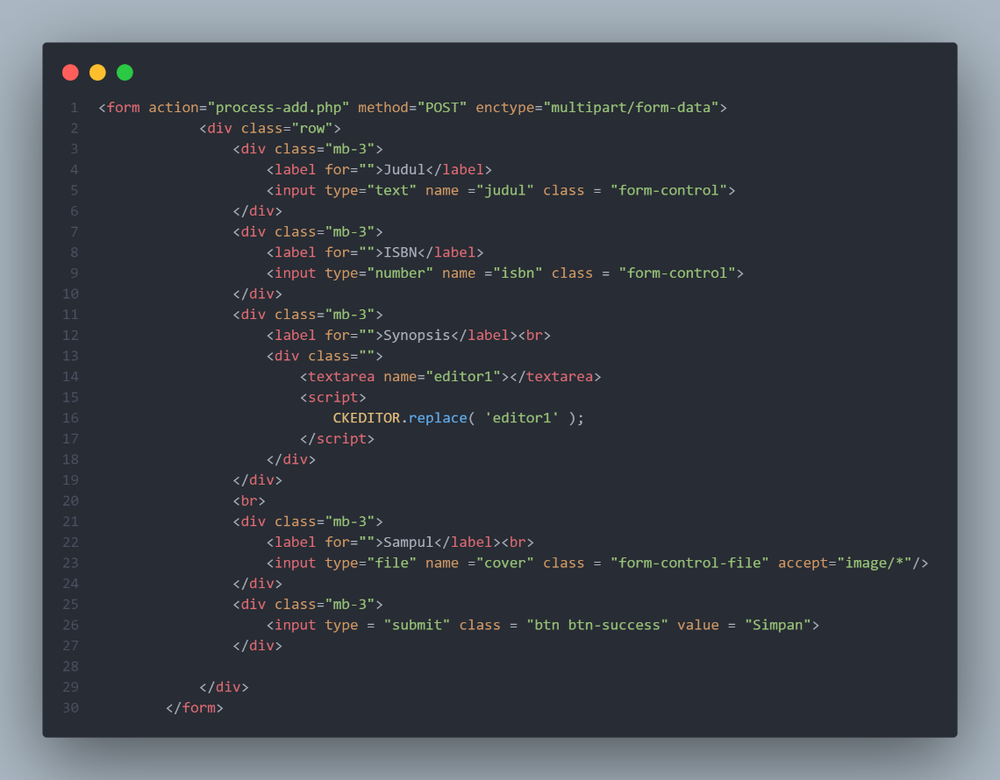 1 <form action="process-add.php" method="POST" enctype="multipart/form-data">
2             <div class="row">
3                 <div class="mb-3">
4                     <label for="">Judul</label>
5                     <input type="text" name ="judul" class = "form-control">
6                 </div>
7                 <div class="mb-3">
8                     <label for="">ISBN</label>
9                     <input type="number" name ="isbn" class = "form-control">
10                 </div>
11                 <div class="mb-3">
12                     <label for="">Synopsis</label><br>
13                     <div class="">
14                         <textarea name="editor1"></textarea>
15                         <script>
16                             CKEDITOR.replace( 'editor1' );
17                         </script>
18                     </div>
19                 </div>
20                 <br>
21                 <div class="mb-3">
22                     <label for="">Sampul</label><br>
23                     <input type="file" name ="cover" class = "form-control-file" accept="image/*"/>
24                 </div>
25                 <div class="mb-3">
26                     <input type = "submit" class = "btn btn-success" value = "Simpan">
27                 </div>
28
29             </div>
30         </form>